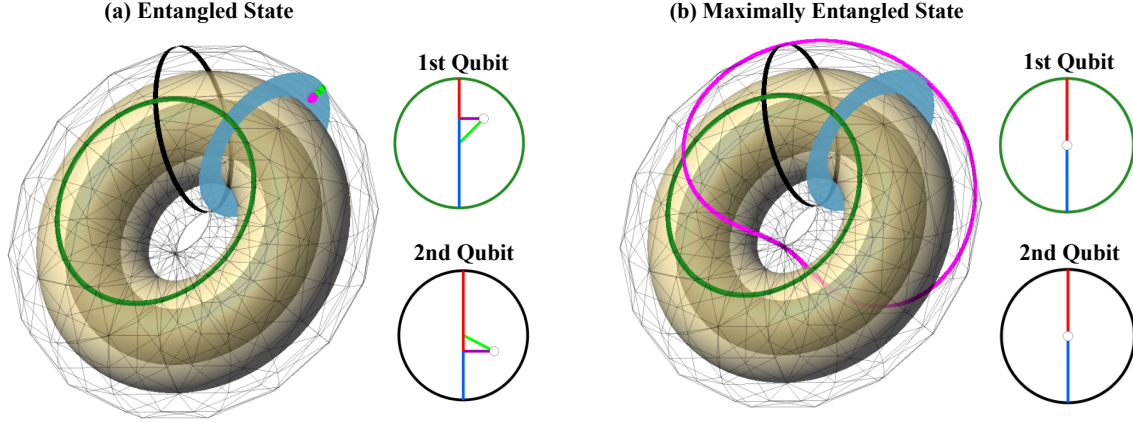 (a) Entangled State
1st Qubit
2nd Qubit
(b) Maximally Entangled State
1st Qubit
2nd Qubit